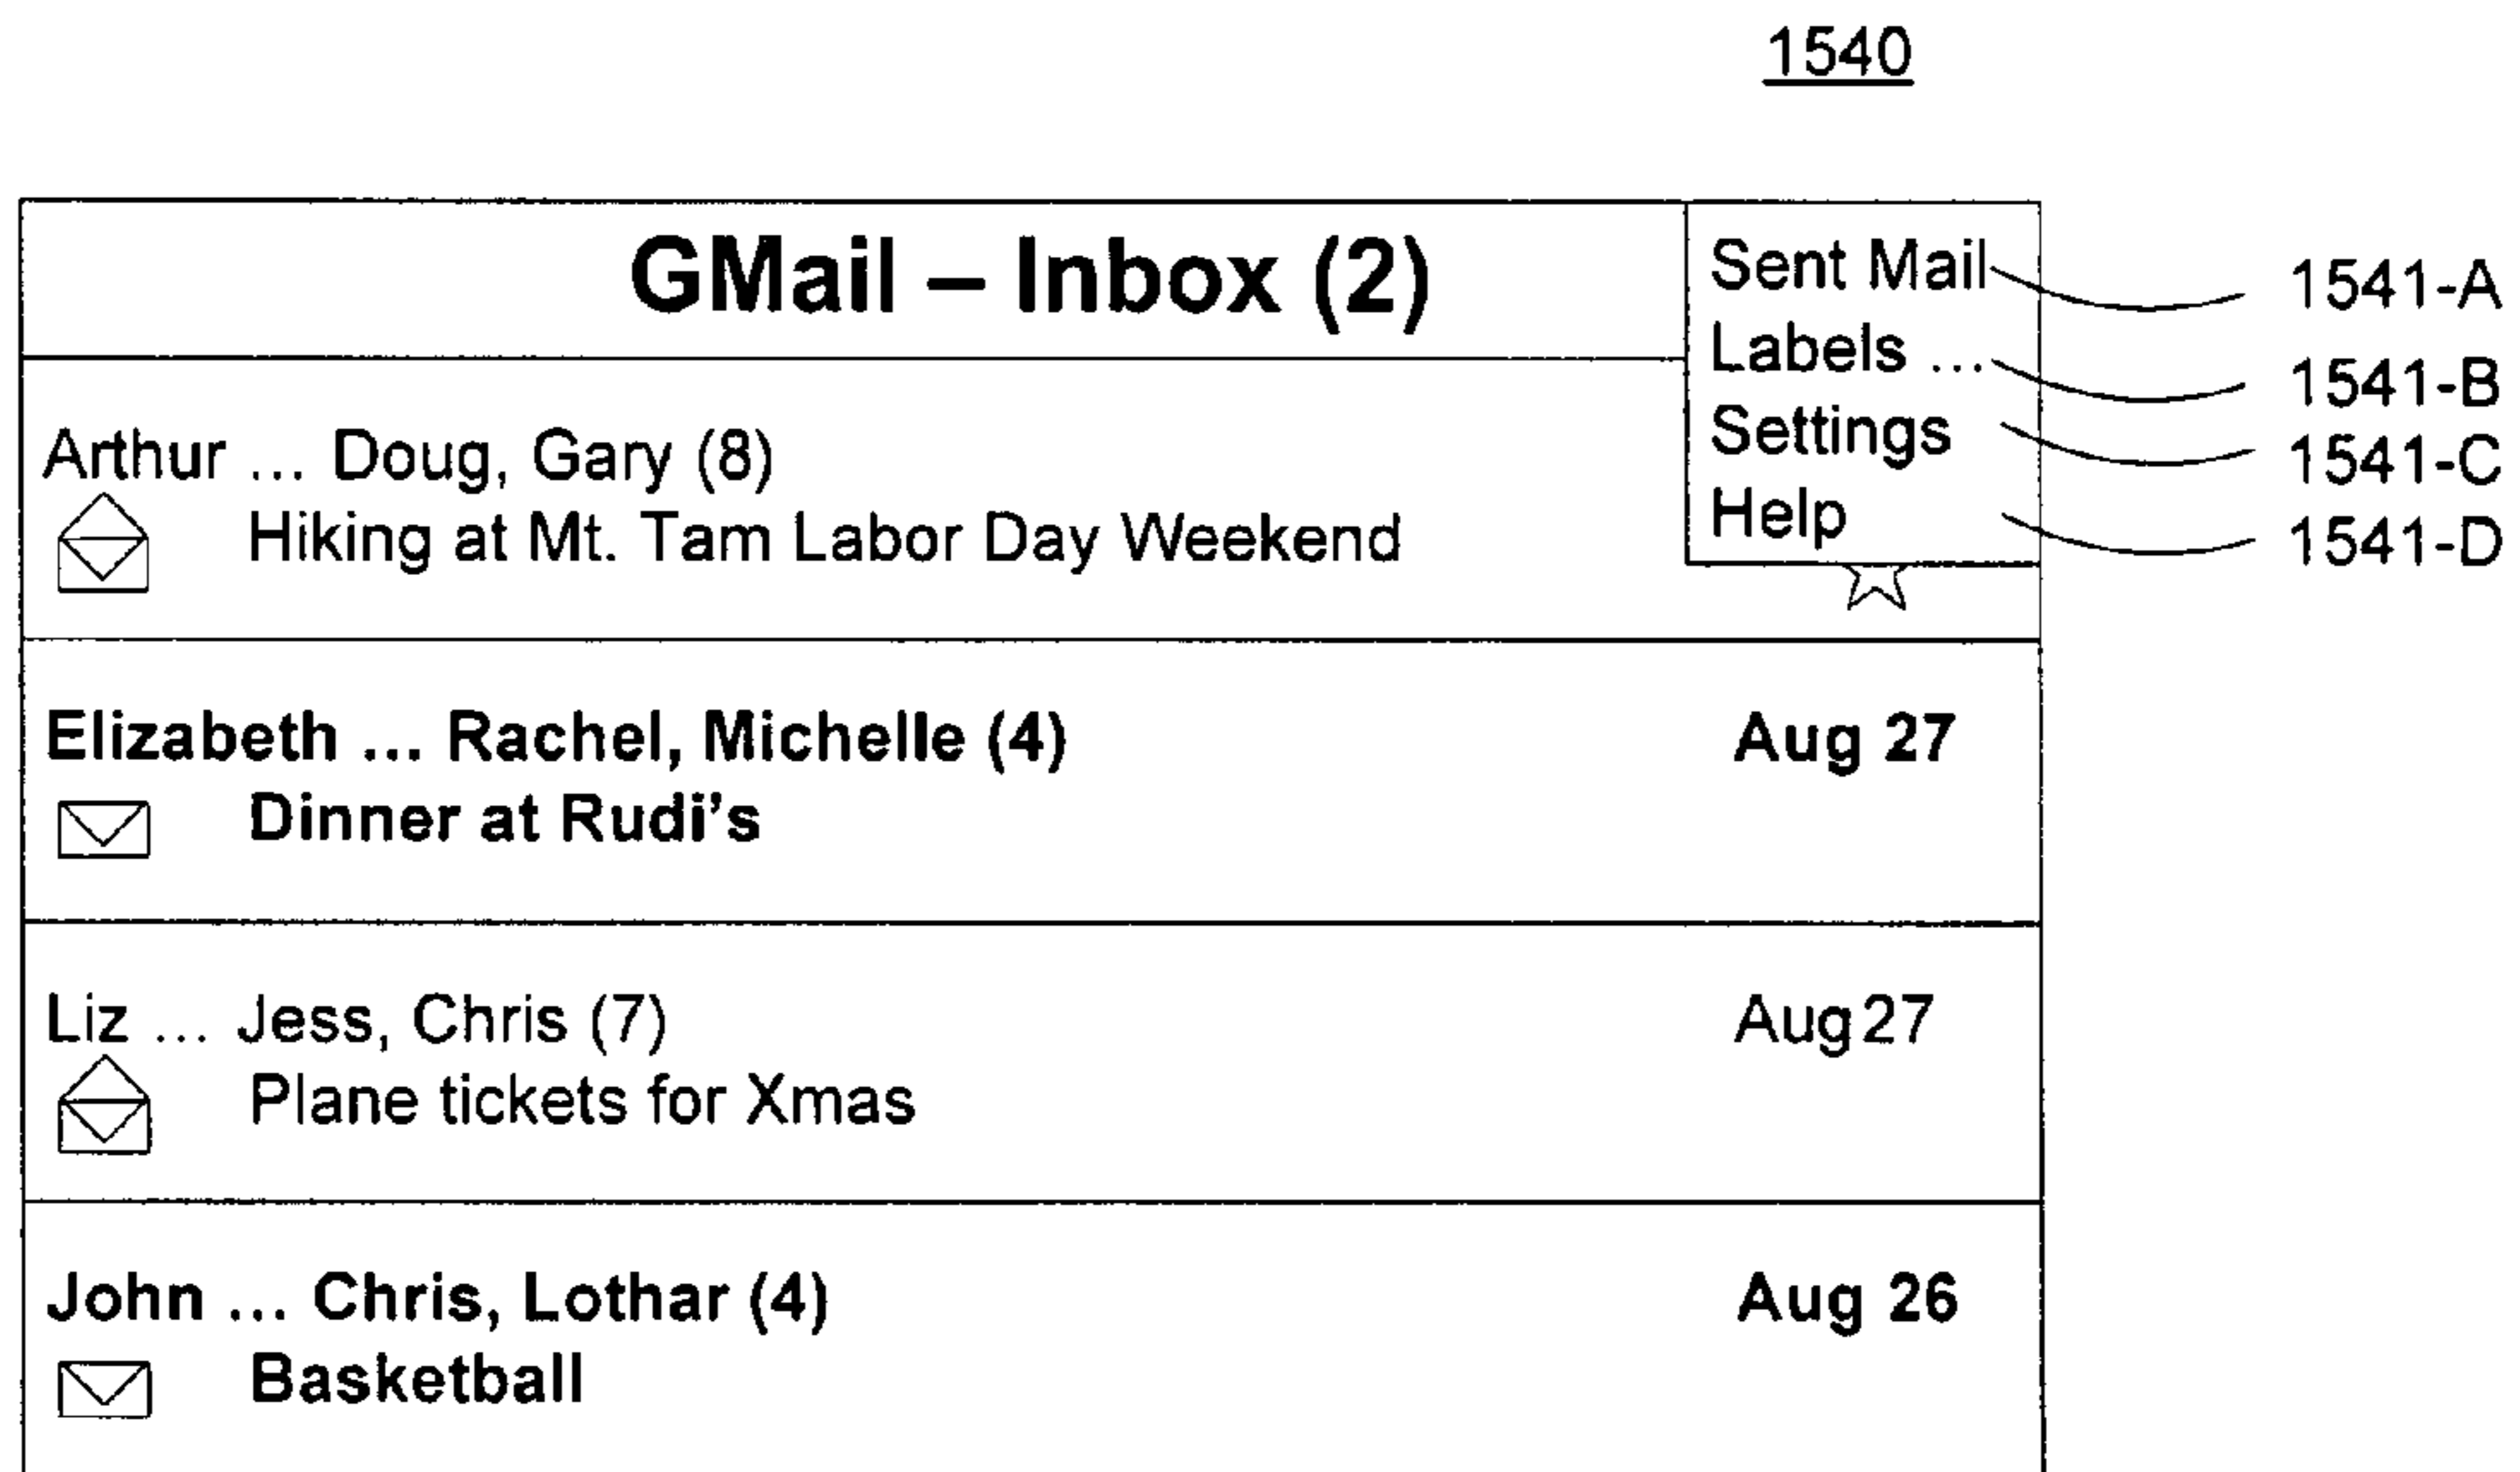 1540
GMail – Inbox (2)
Sent Mail 1541-A
Labels ... 1541-B
Settings 1541-C
Help 1541-D
Arthur ... Doug, Gary (8)
Hiking at Mt. Tam Labor Day Weekend
Elizabeth ... Rachel, Michelle (4) Aug 27
Dinner at Rudi's
Liz ... Jess, Chris (7) Aug 27
Plane tickets for Xmas
John ... Chris, Lothar (4) Aug 26
Basketball